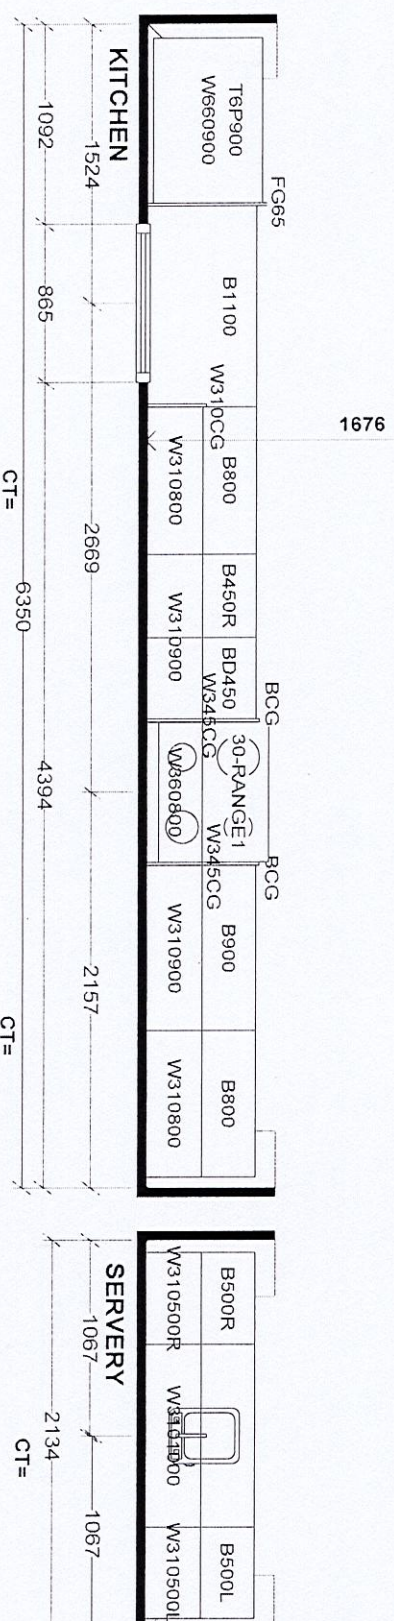 KITCHEN
T6P900
W660900
FG65
B1100
W310CG
B800
W310800
B450R
BD450
W310900
BCG
W345CG
30-RANGE1
W360800
W345CG
BCG
B900
W310900
B800
W310800
1676
1524
2669
2157
1092
865
4394
6350
CT=
CT=
SERVERY
B500R
W310500R
W3101000
B500L
W310500L
1067
1067
2134
CT=